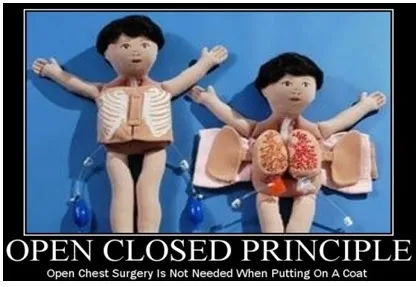 OPEN CLOSED PRINCIPLE
Open Chest Surgery Is Not Needed When Putting On A Coat